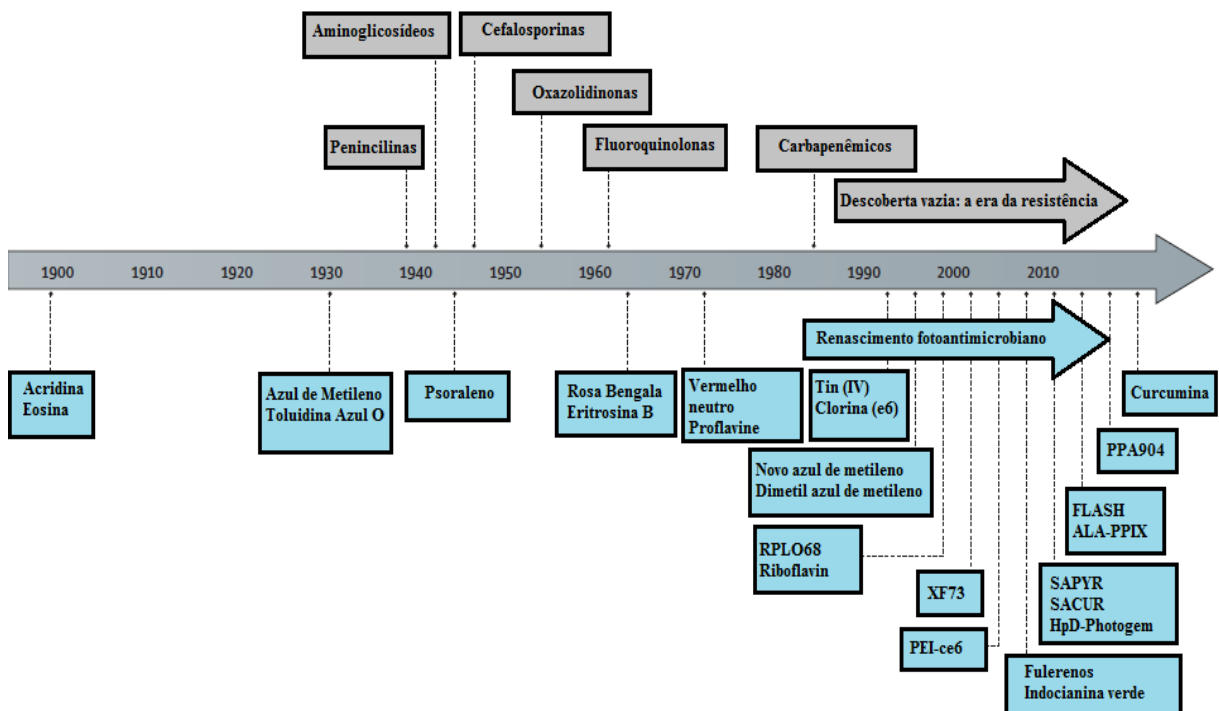 Aminoglicosídeos
Cefalosporinas
Oxazolidinonas
Penincilinas
Fluoroquinolonas
Carbapenêmicos
Descoberta vazia: a era da resistência
1900 1910 1920 1930 1940 1950 1960 1970 1980 1990 2000 2010
Renascimento fotoantimicrobiano
Acridina
Eosina
Azul de Metileno
Toluidina Azul O
Psoraleno
Rosa Bengala
Eritrosina B
Vermelho
neutro
Proflavine
Tin (IV)
Clorina (e6)
Curcumina
PPA904
Novo azul de metileno
Dimetil azul de metileno
FLASH
ALA-PPIX
RPLO68
Riboflavin
XF73
SAPYR
SACUR
HpD-Photogem
PEI-ce6
Fulerenos
Indocianina verde